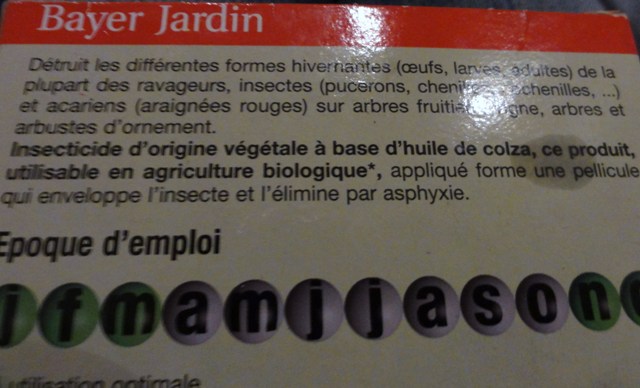 Bayer Jardin
Détruit les différentes formes hivernantes (œufs, larves, adultes) de la
plupart des ravageurs, insectes (pucerons, chenilles, ...)
et acariens (araignées rouges) sur arbres fruitiers, vigne, arbres et
arbustes d'ornement.
Insecticide d'origine végétale à base d'huile de colza, ce produit,
utilisable en agriculture biologique*, appliqué forme une pellicule
qui enveloppe l'insecte et l'élimine par asphyxie.
Epoque d'emploi
j f m a m j j a s o n
utilisation optimale